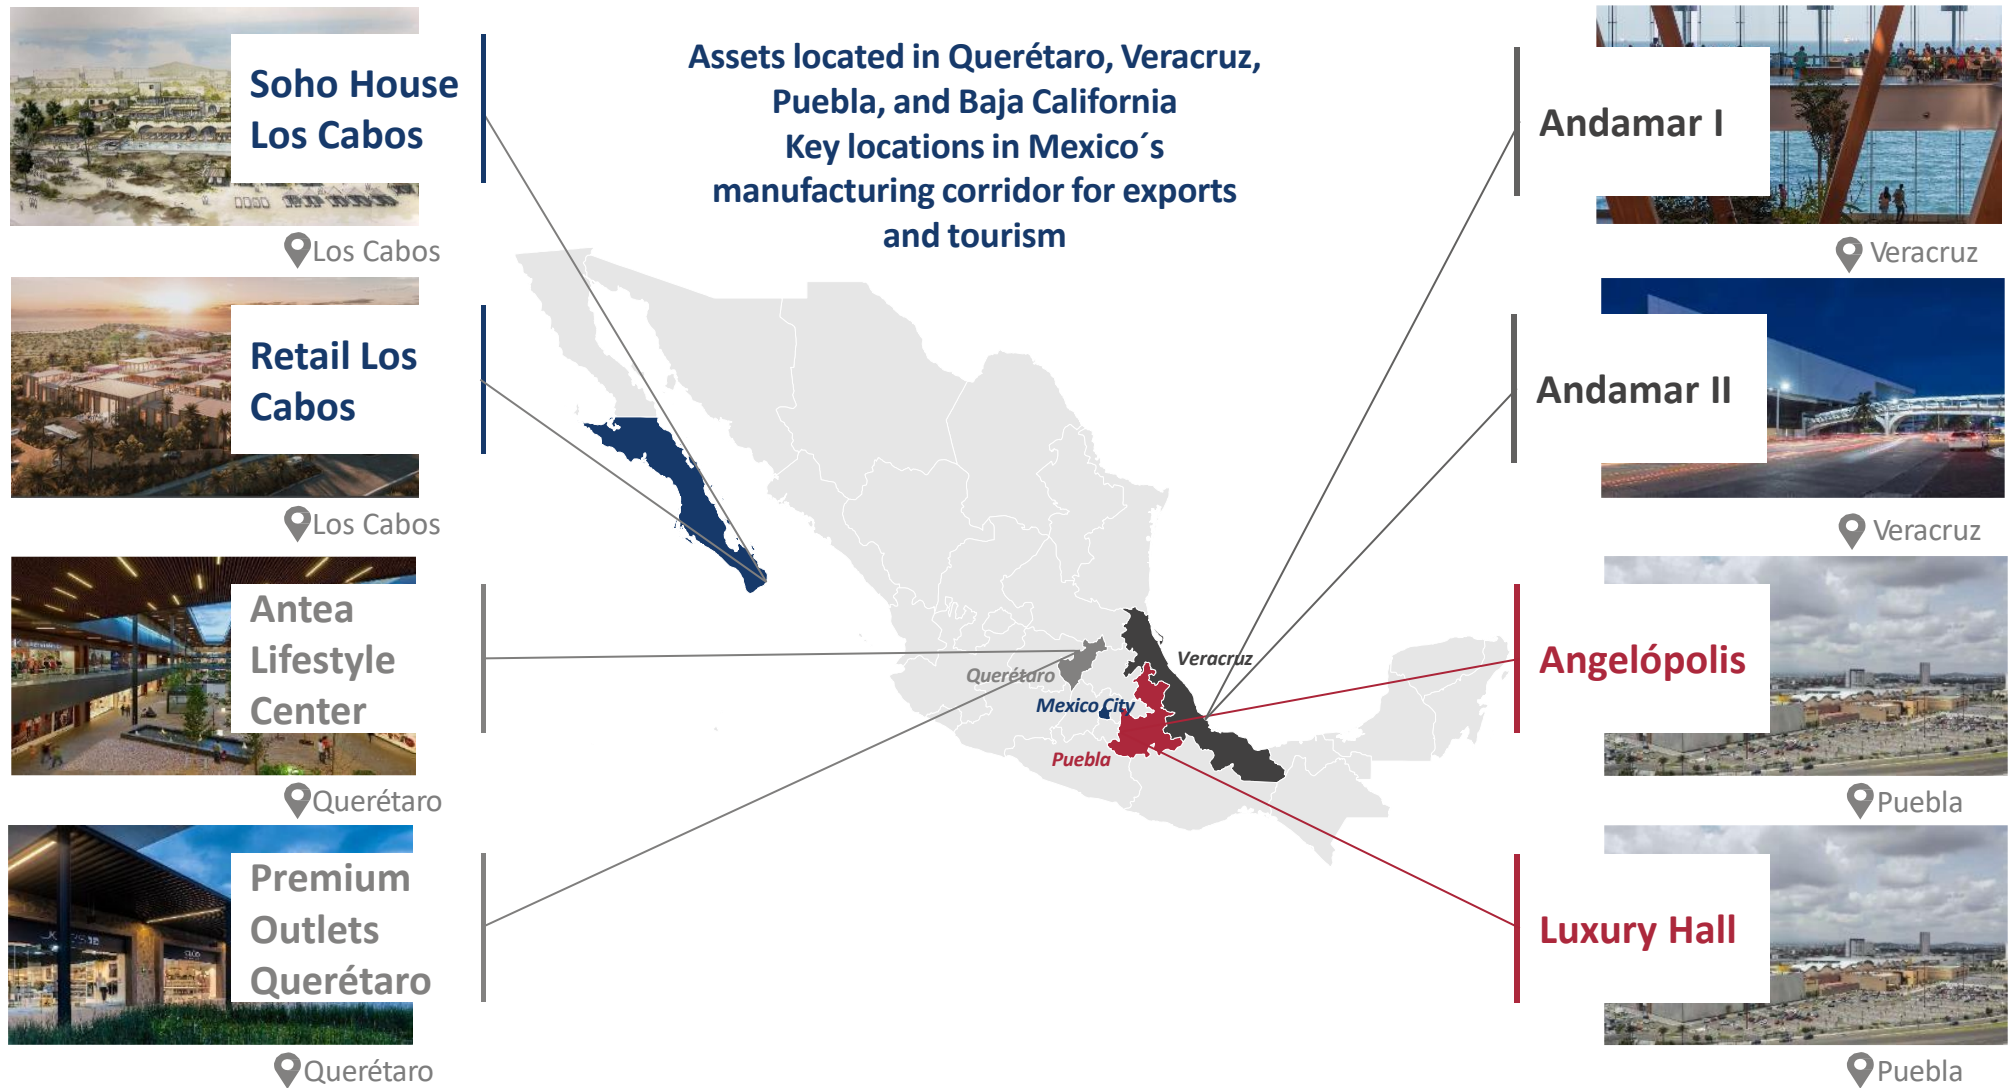 Soho House
Los Cabos
Los Cabos
Retail Los
Cabos
Los Cabos
Antea
Lifestyle
Center
Querétaro
Premium
Outlets
Querétaro
Querétaro
Assets located in Querétaro, Veracruz,
Puebla, and Baja California
Key locations in Mexico´s
manufacturing corridor for exports
and tourism
Querétaro
Veracruz
Mexico City
Puebla
Andamar I
Veracruz
Andamar II
Veracruz
Angelópolis
Puebla
Luxury Hall
Puebla